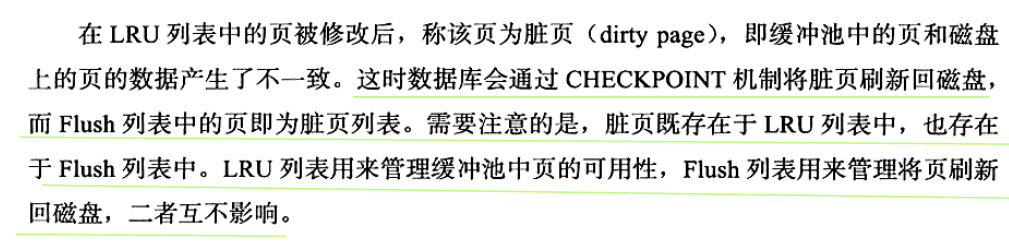 在 LRU 列表中的页被修改后，称该页为脏页（dirty page），即缓冲池中的页和磁盘
上的页的数据产生了不一致。这时数据库会通过 CHECKPOINT 机制将脏页刷新回磁盘，
而 Flush 列表中的页即为脏页列表。需要注意的是，脏页既存在于 LRU 列表中，也存在
于 Flush 列表中。LRU 列表用来管理缓冲池中页的可用性，Flush 列表用来管理将页刷新
回磁盘，二者互不影响。